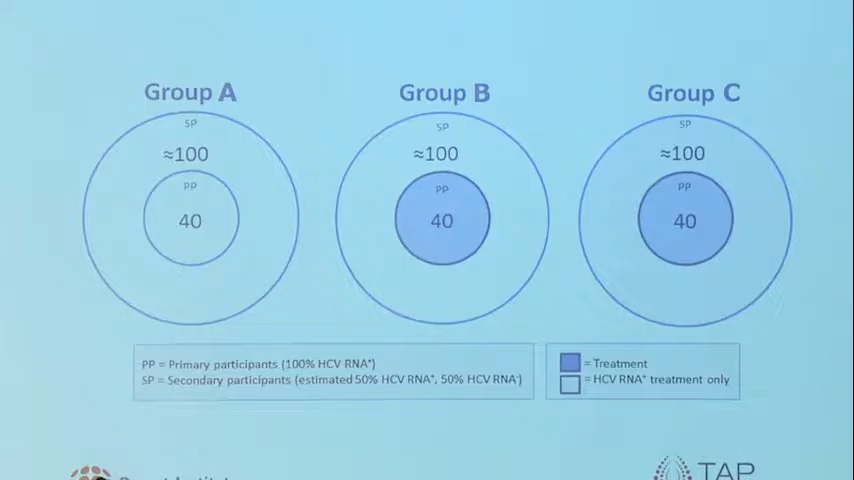 Group A
Group B
Group C
SP
SP
SP
≈100
≈100
≈100
PP
PP
PP
40
40
40
PP = Primary participants (100% HCV RNA⁺)
SP = Secondary participants (estimated 50% HCV RNA⁺, 50% HCV RNA⁻)
= Treatment
= HCV RNA⁺ treatment only
TAP